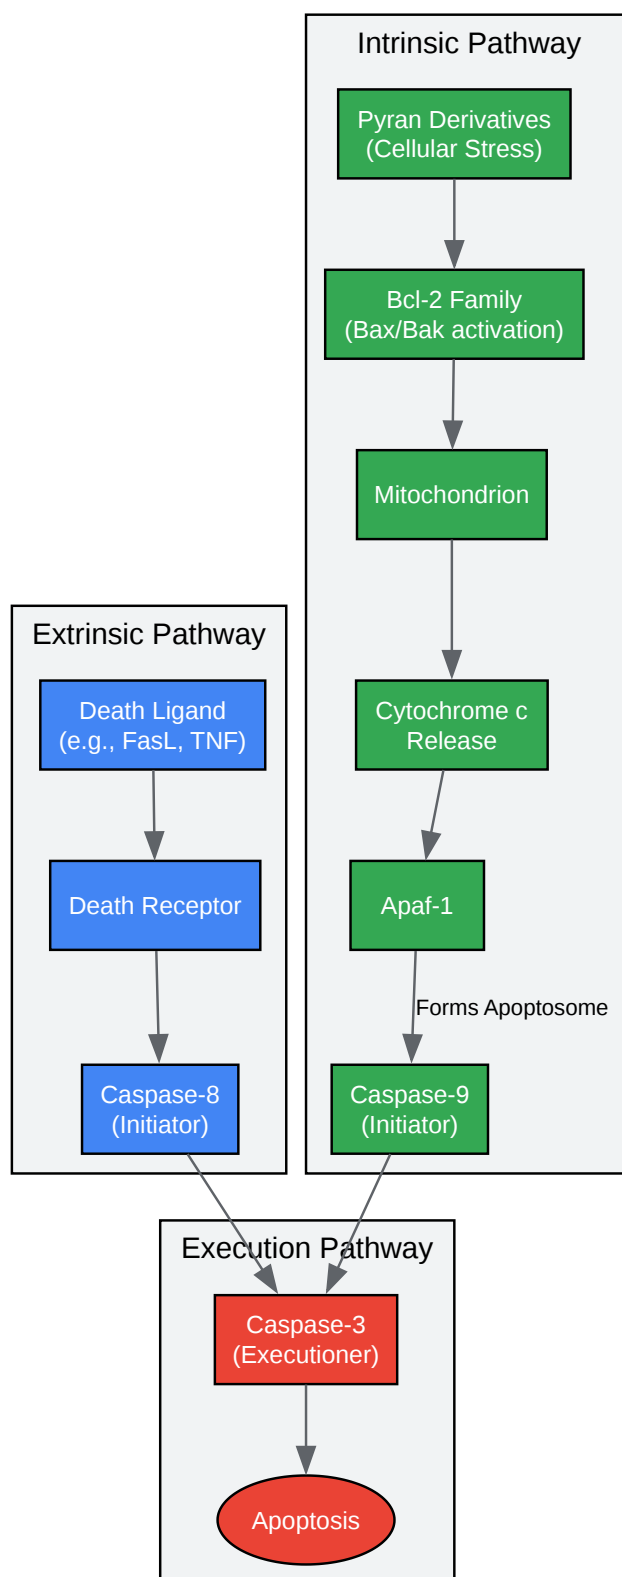 Intrinsic Pathway
Pyran Derivatives
(Cellular Stress)
Bcl-2 Family
(Bax/Bak activation)
Mitochondrion
Cytochrome c
Release
Apaf-1
Forms Apoptosome
Caspase-9
(Initiator)
Extrinsic Pathway
Death Ligand
(e.g., FasL, TNF)
Death Receptor
Caspase-8
(Initiator)
Execution Pathway
Caspase-3
(Executioner)
Apoptosis